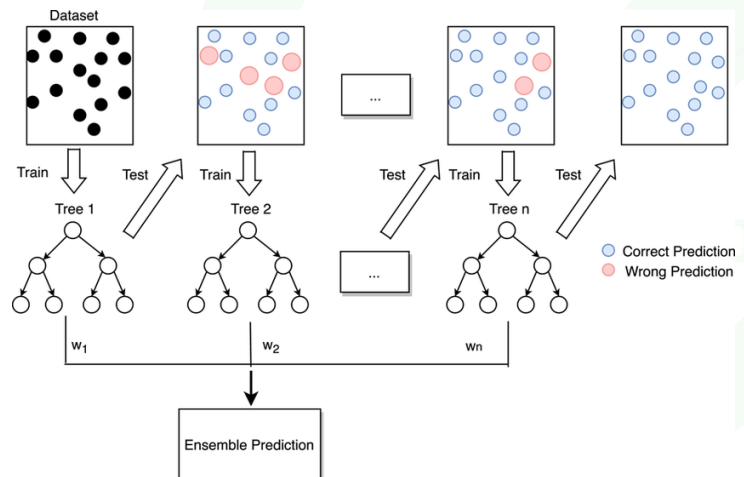 Dataset
...
Train
Test
Train
Test
Train
Test
Tree 1
Tree 2
Tree n
...
Correct Prediction
Wrong Prediction
w1
w2
wn
Ensemble Prediction